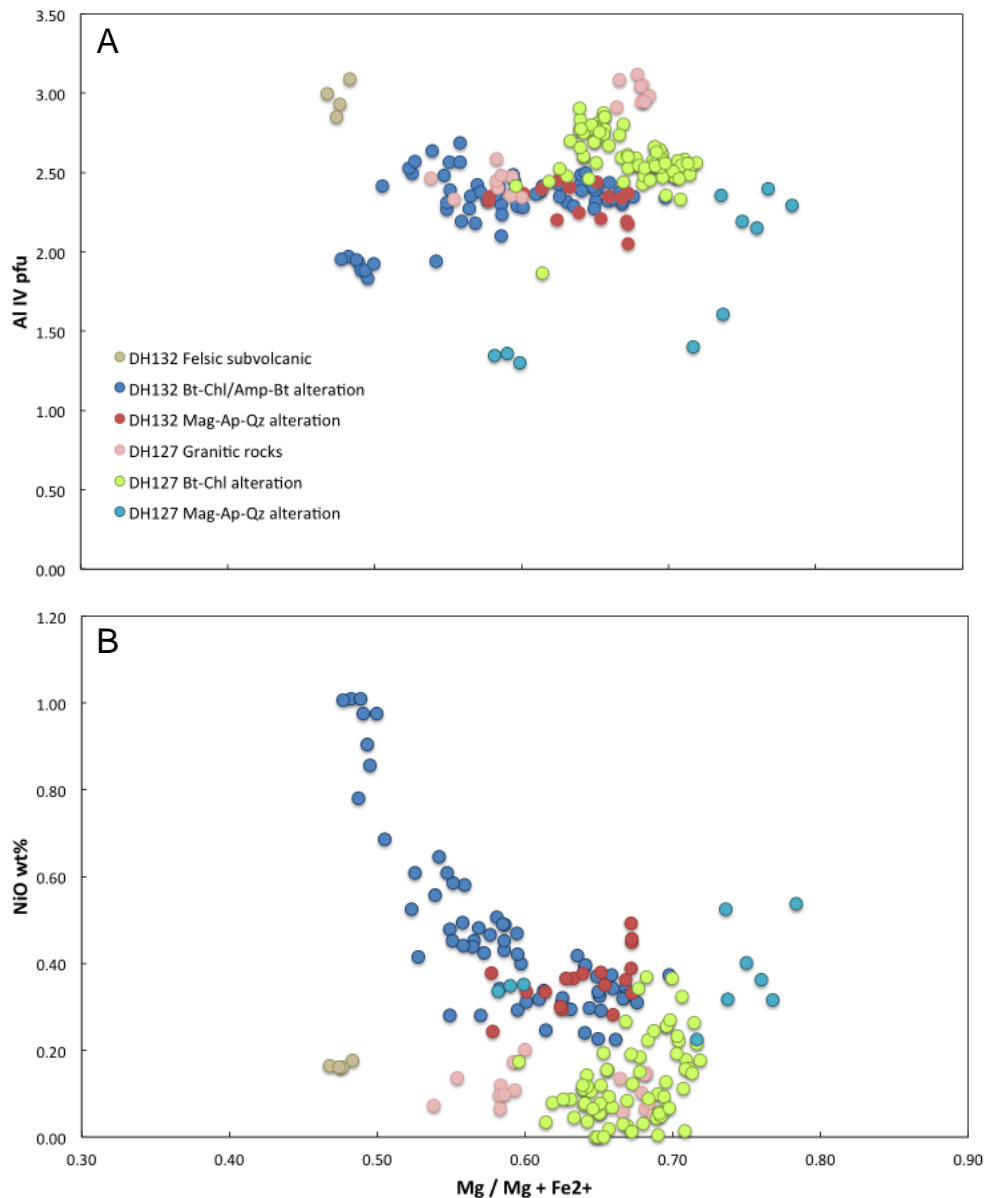 A
3.50
3.00
2.50
2.00
1.50
1.00
0.50
0.00
Al IV pfu
DH132 Felsic subvolcanic
DH132 Bt-Chl/Amp-Bt alteration
DH132 Mag-Ap-Qz alteration
DH127 Granitic rocks
DH127 Bt-Chl alteration
DH127 Mag-Ap-Qz alteration
B
1.20
1.00
0.80
0.60
0.40
0.20
0.00
NiO wt%
0.30 0.40 0.50 0.60 0.70 0.80 0.90
Mg / Mg + Fe2+